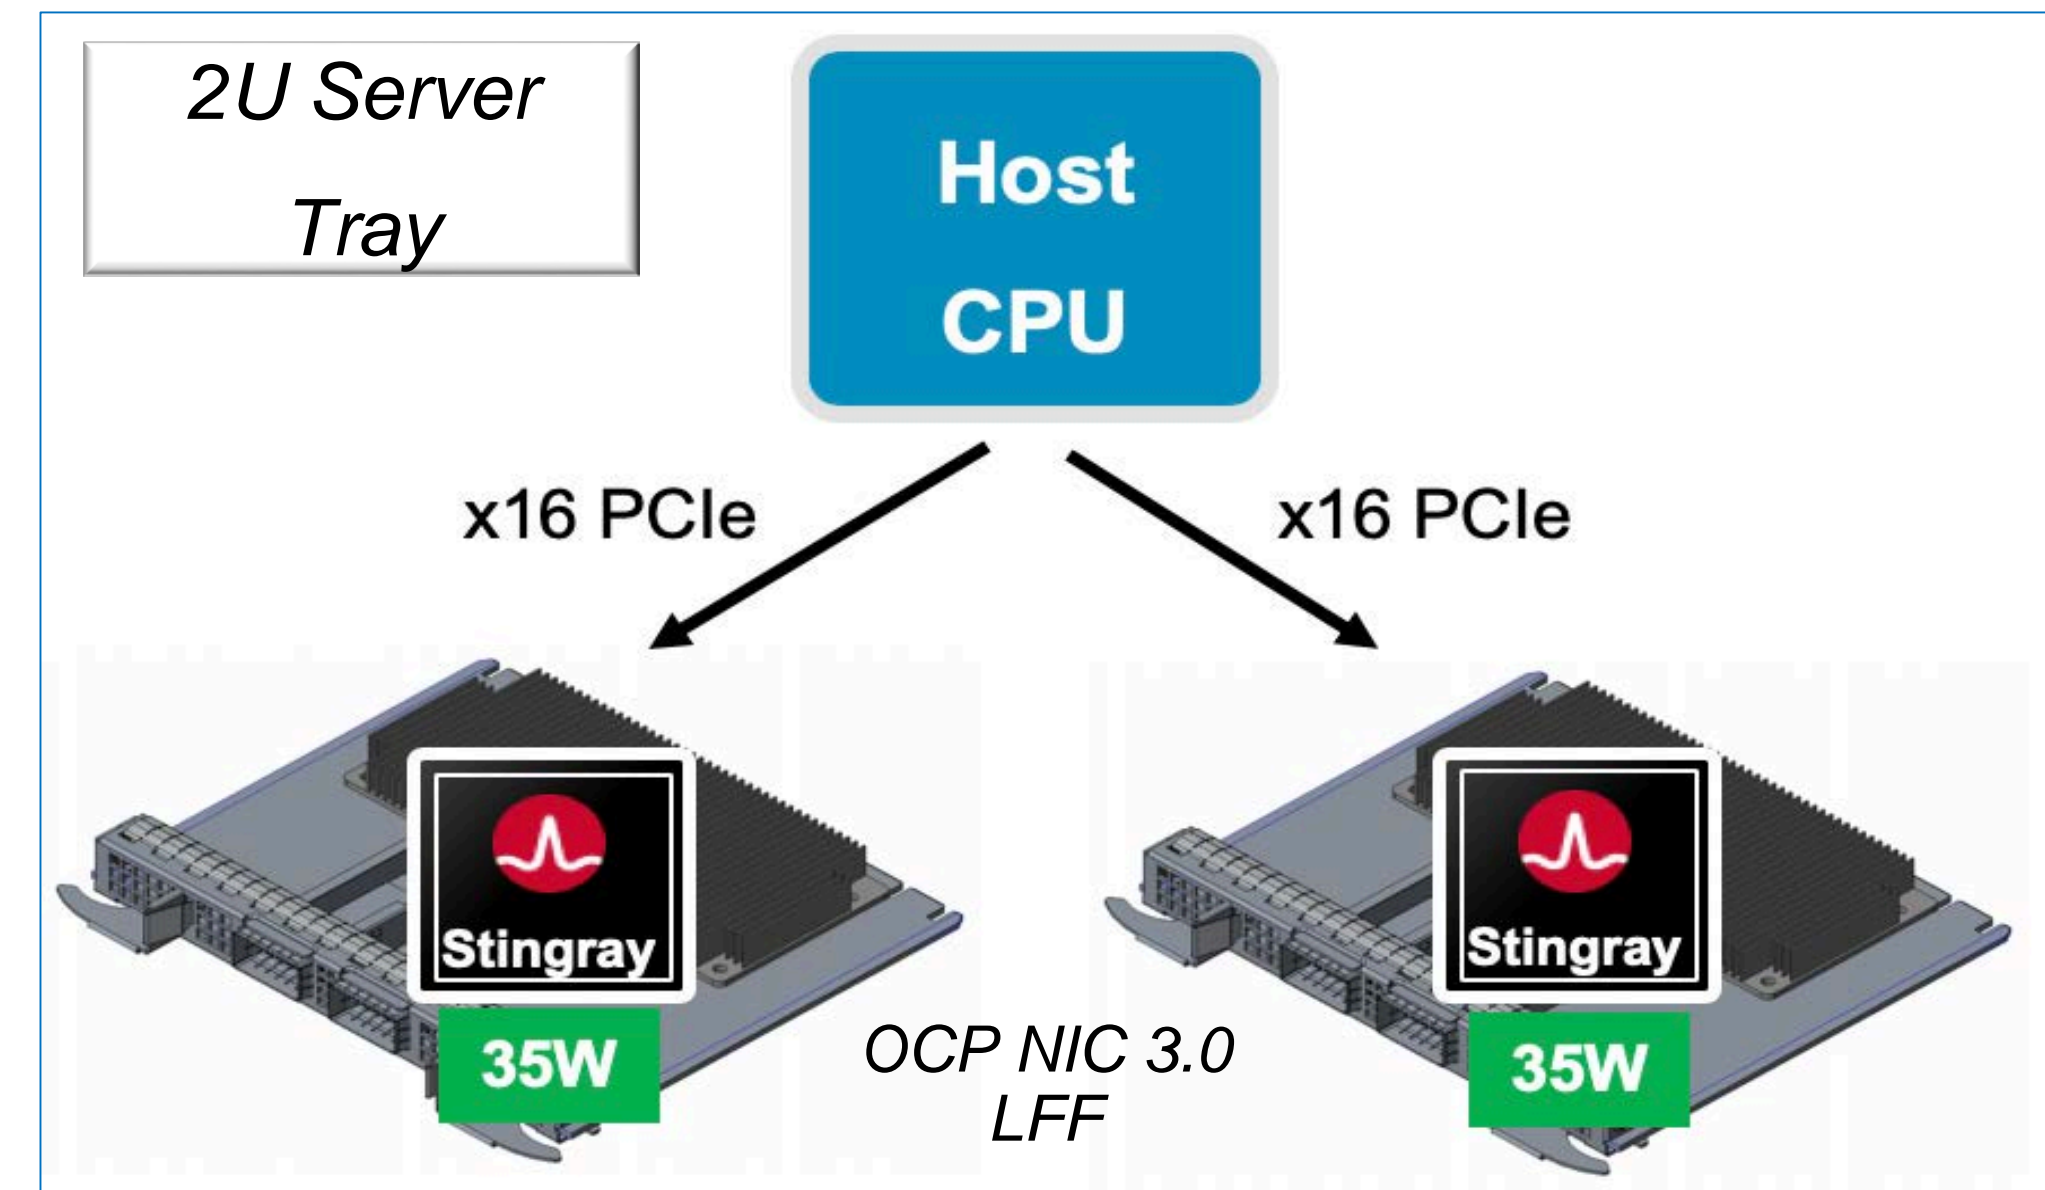 2U Server
Tray
Host
CPU
x16 PCIe
x16 PCIe
Stingray
Stingray
35W
OCP NIC 3.0
LFF
35W